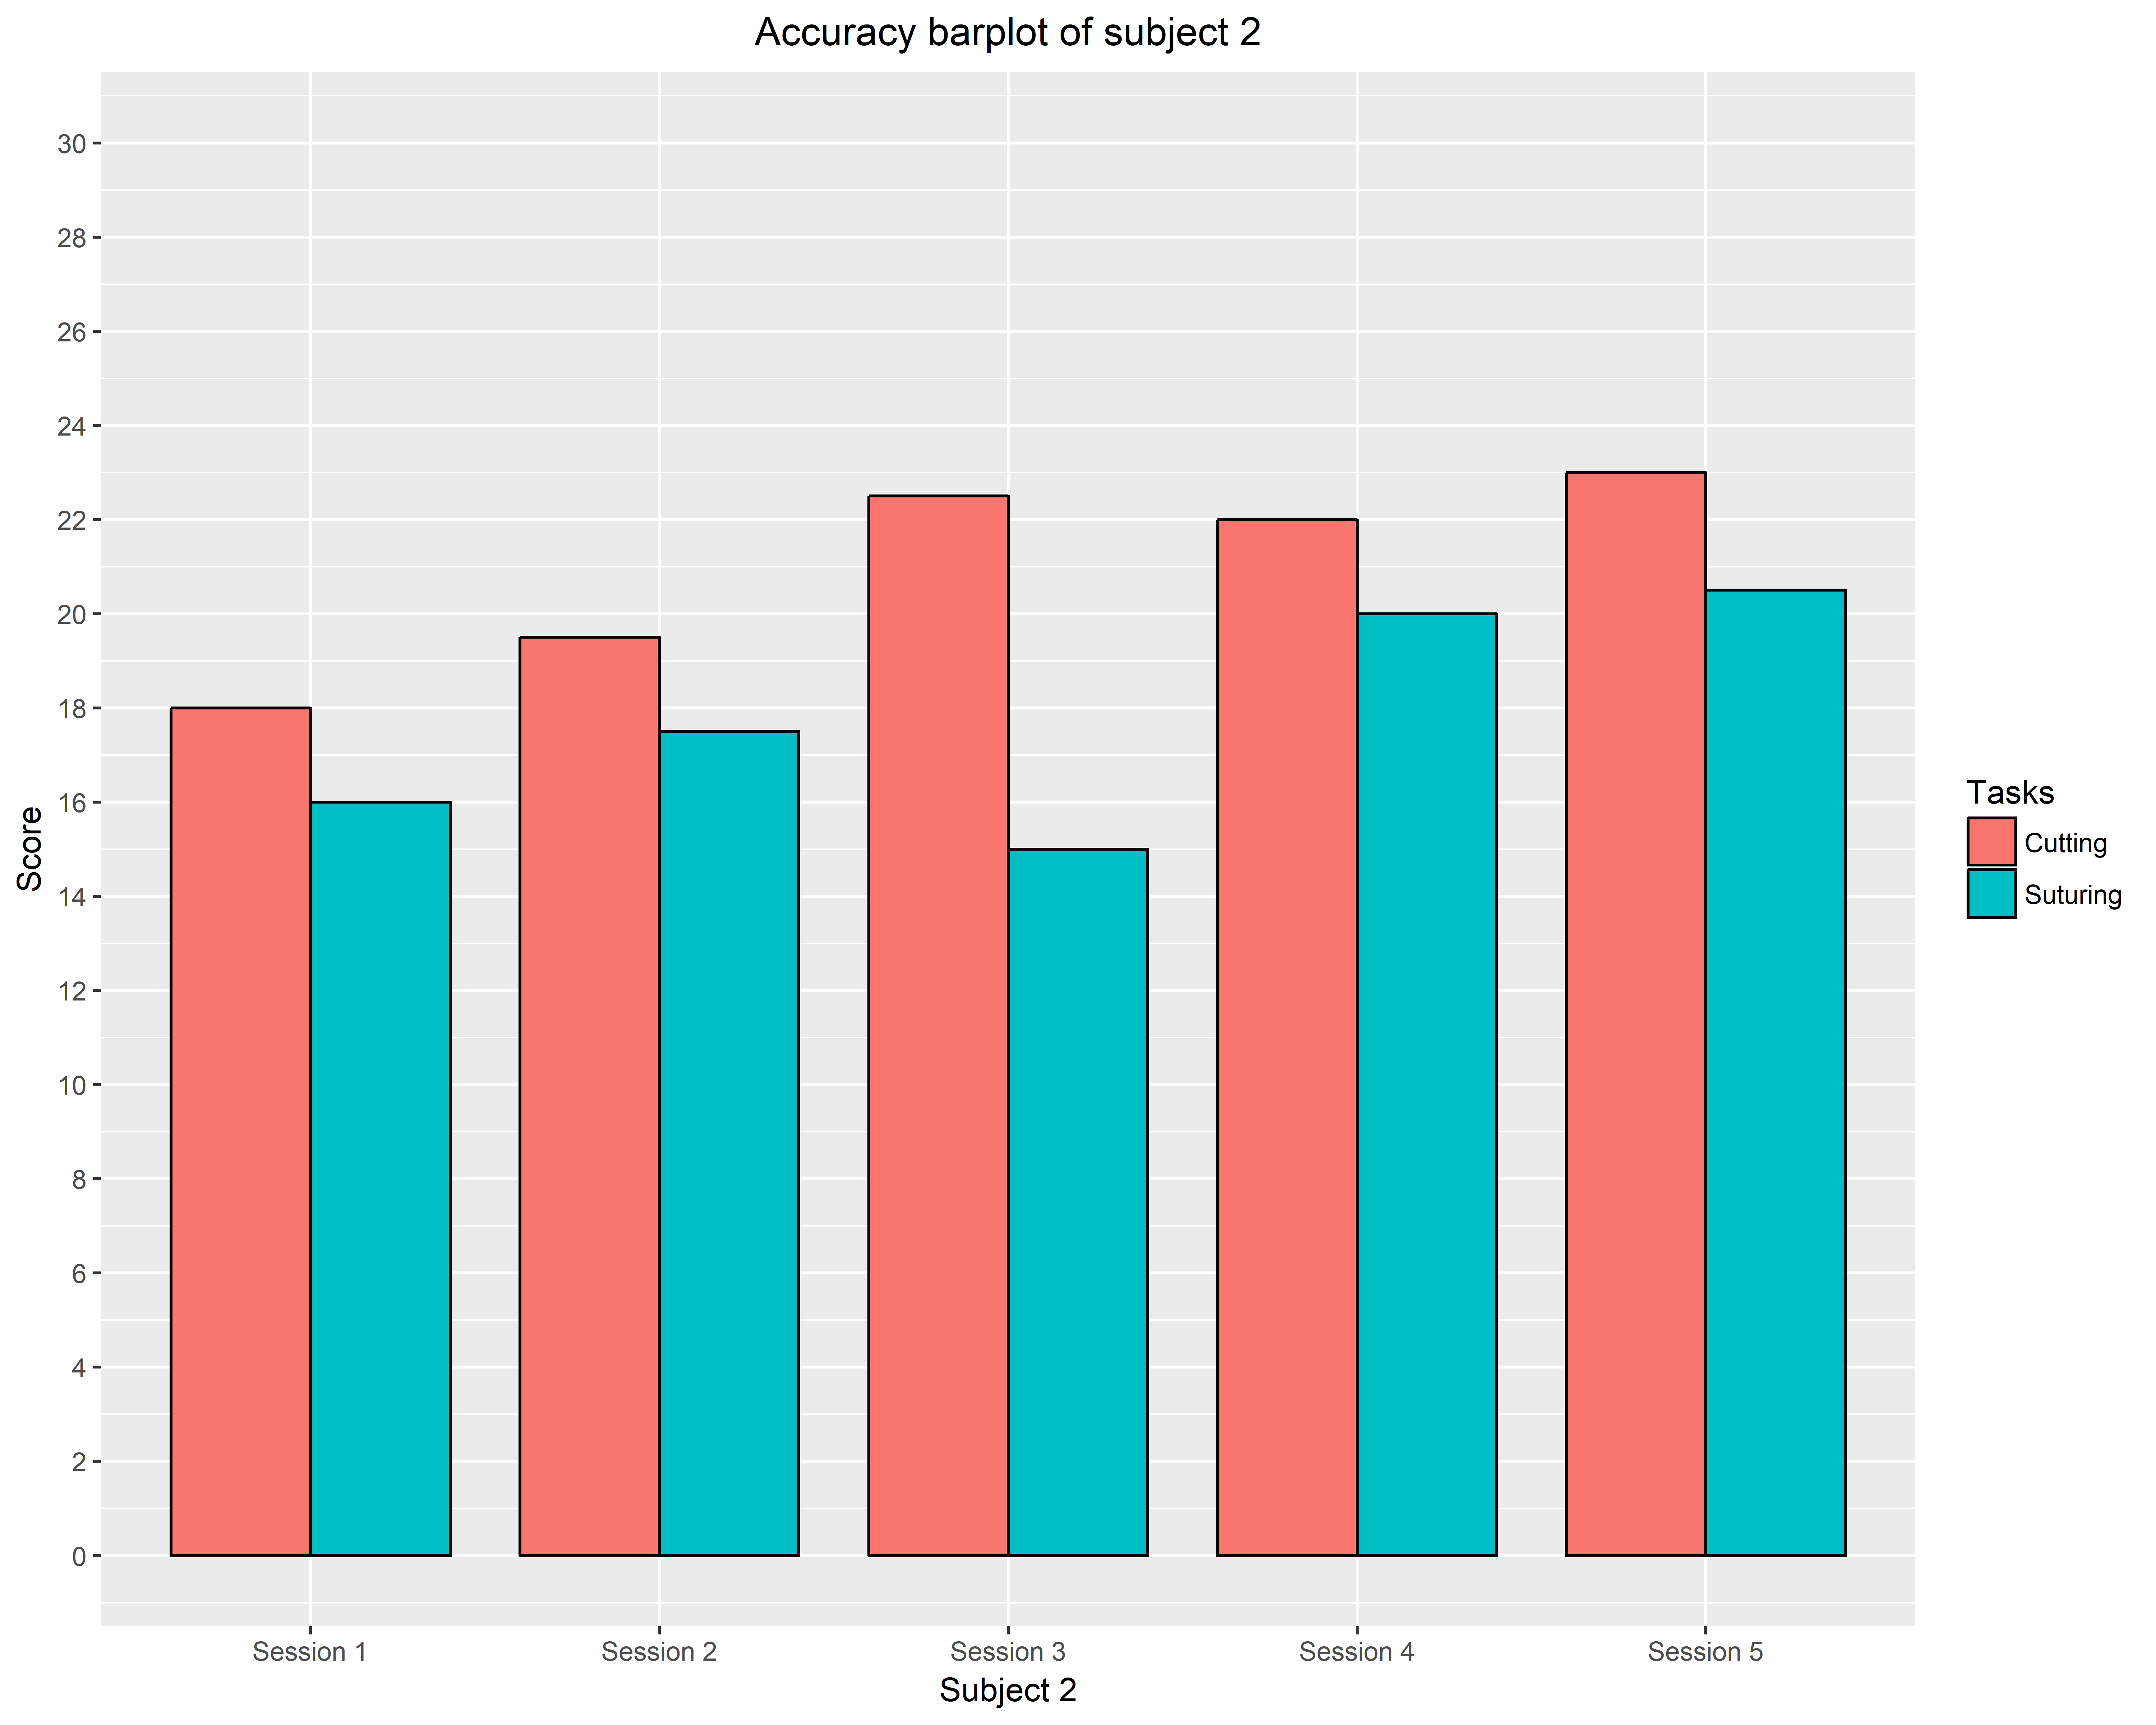 Accuracy barplot of subject 2
30
28
26
24
22
20
18
16
14
12
10
8
6
4
2
0
Score
Session 1 Session 2 Session 3 Session 4 Session 5
Subject 2
Tasks
Cutting
Suturing